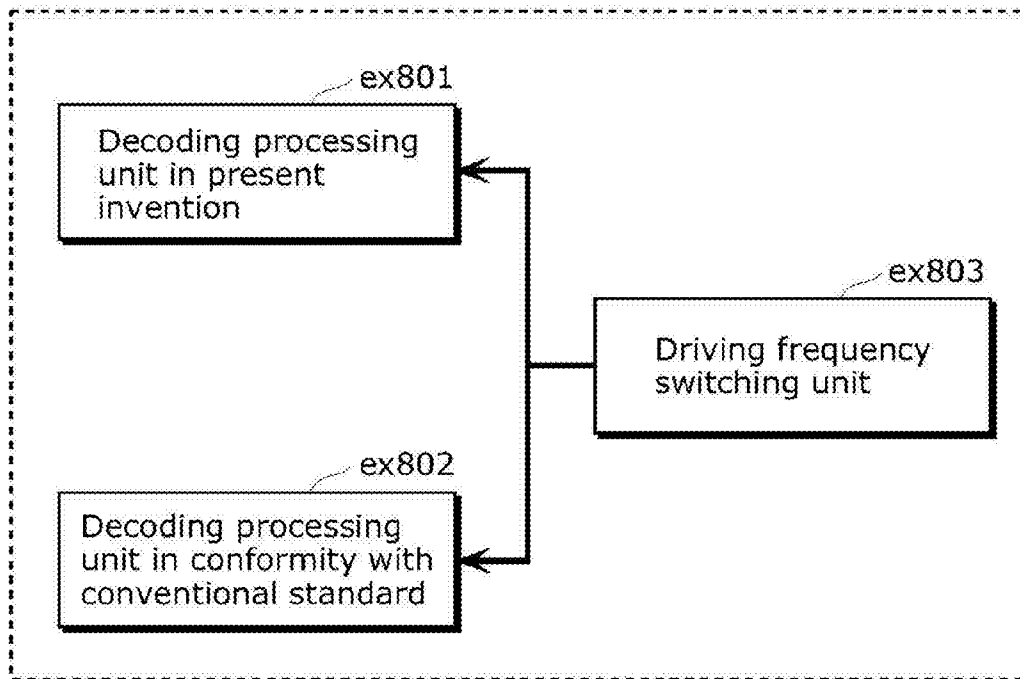 ex801
Decoding processing
unit in present
invention
ex803
Driving frequency
switching unit
ex802
Decoding processing
unit in conformity with
conventional standard